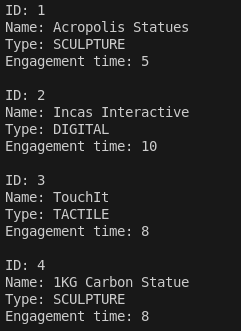 ID: 1
Name: Acropolis Statues
Type: SCULPTURE
Engagement time: 5

ID: 2
Name: Incas Interactive
Type: DIGITAL
Engagement time: 10

ID: 3
Name: TouchIt
Type: TACTILE
Engagement time: 8

ID: 4
Name: 1KG Carbon Statue
Type: SCULPTURE
Engagement time: 8